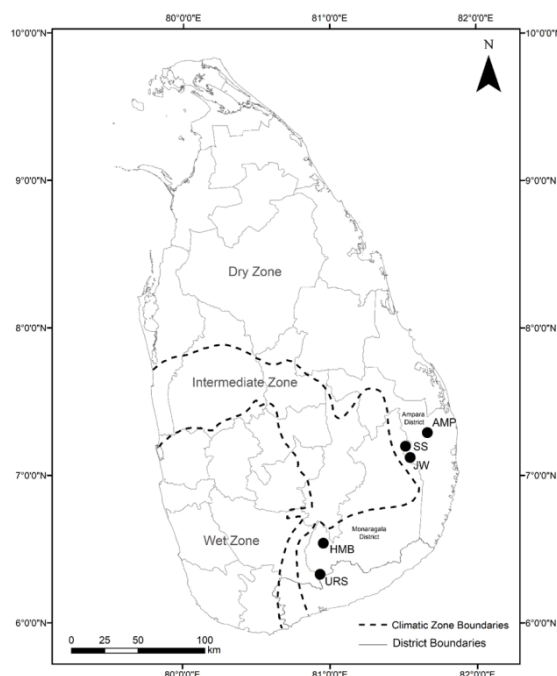 80°0'0"E
81°0'0"E
82°0'0"E
10°0'0"N
10°0'0"N
N
9°0'0"N
9°0'0"N
Dry Zone
8°0'0"N
8°0'0"N
Intermediate Zone
Ampara
District
AMP
SS
JW
7°0'0"N
7°0'0"N
Wet Zone
Monaragala
District
HMB
URS
6°0'0"N
6°0'0"N
Climatic Zone Boundaries
District Boundaries
0 25 50 100
km
80°0'0"E
81°0'0"E
82°0'0"E